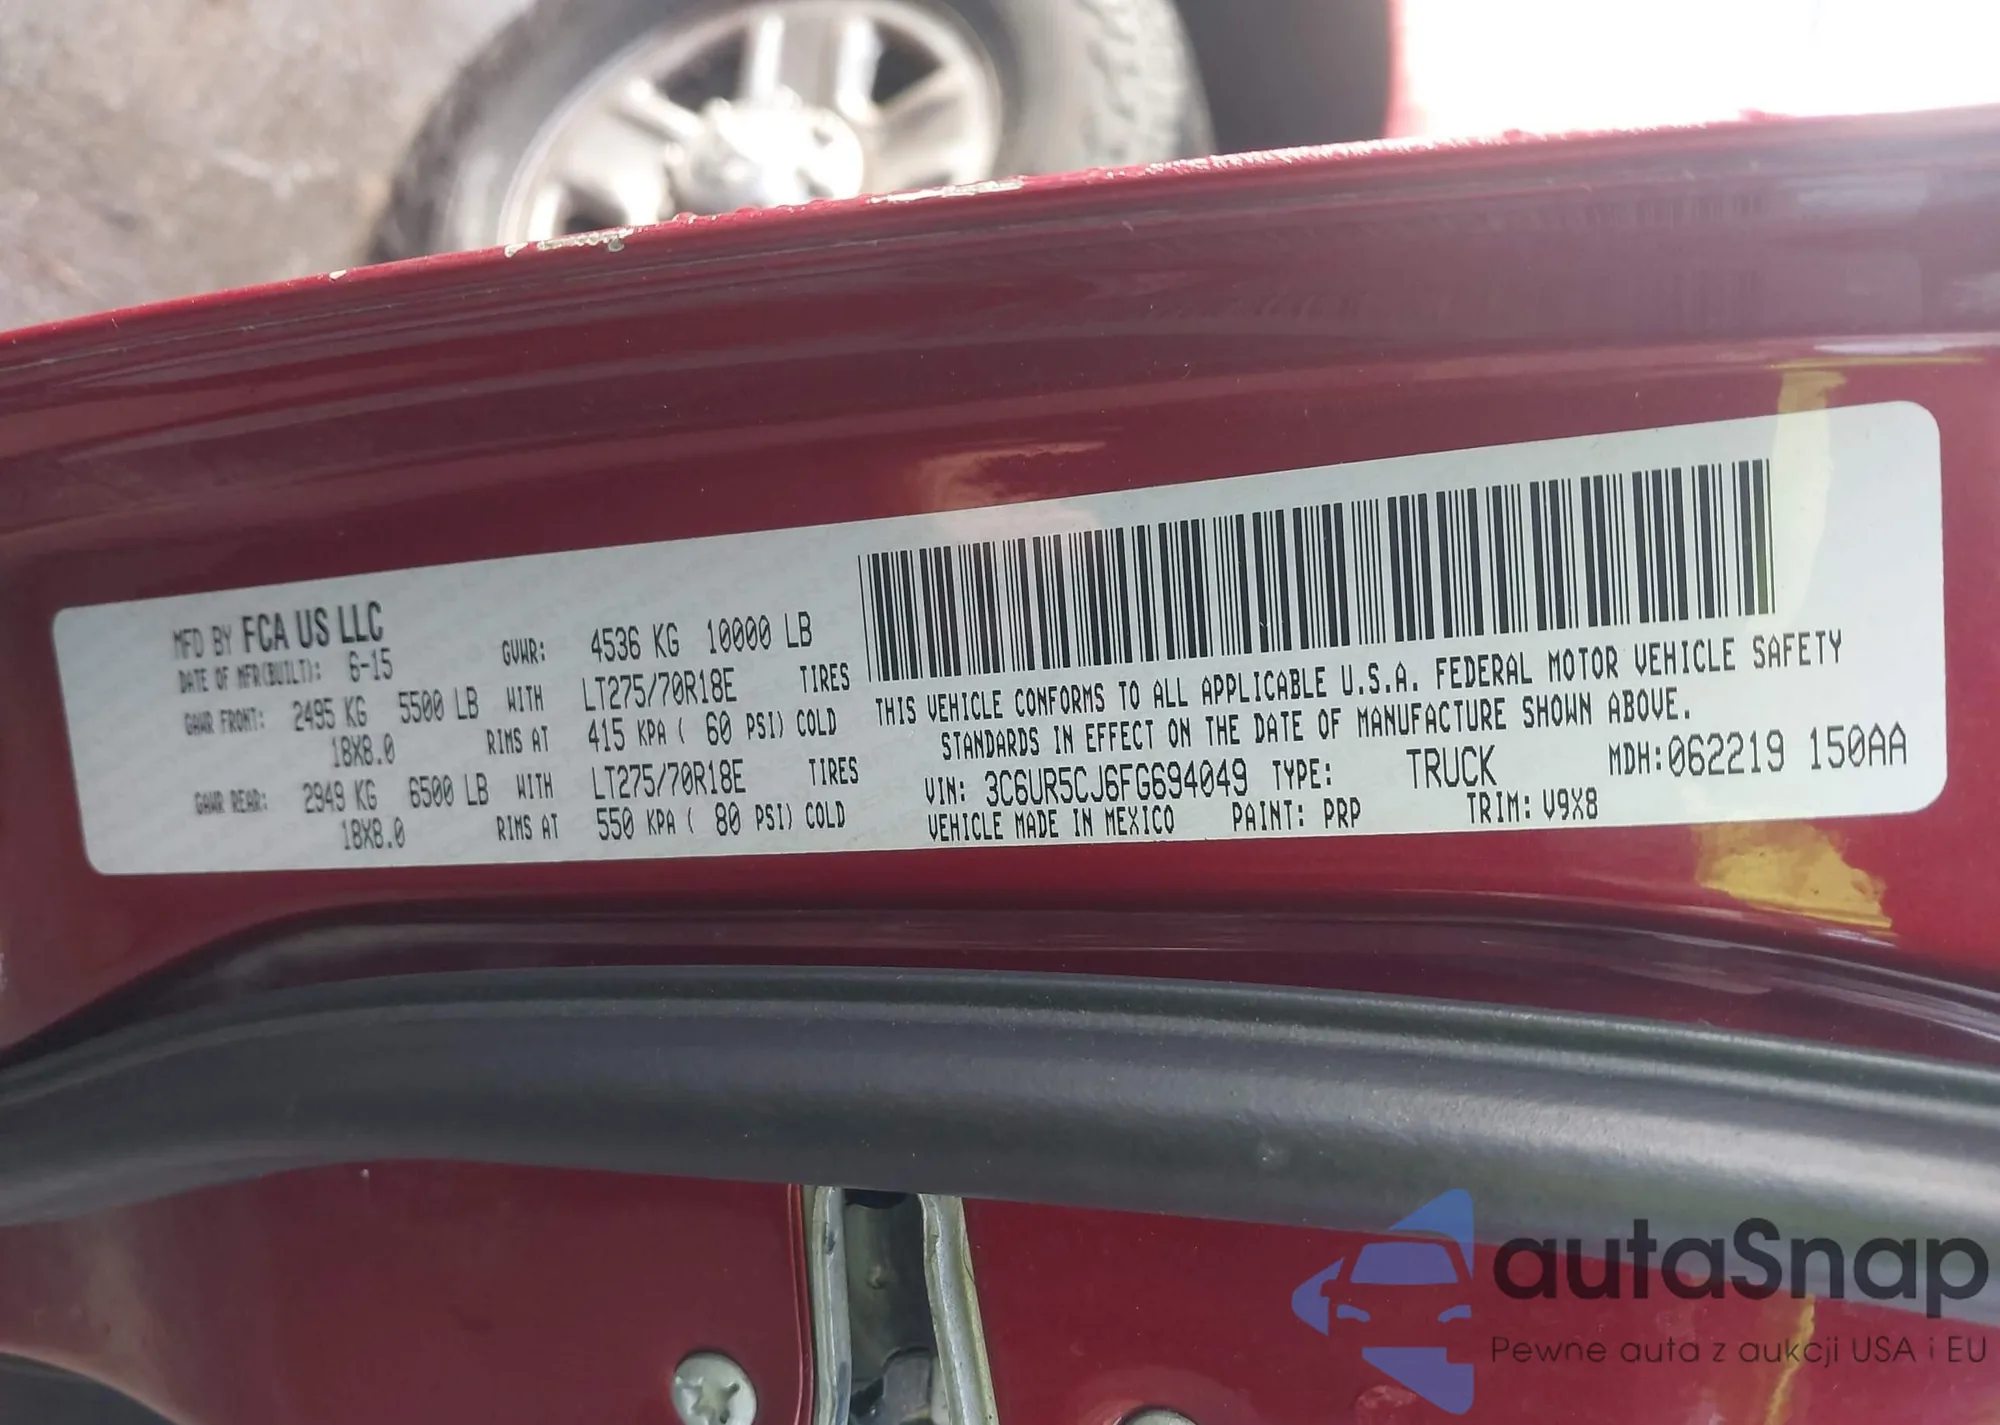 MFD BY FCA US LLC
DATE OF MFR(BUILT): 6-15 GVWR: 4536 KG 10000 LB
GAWR FRONT: 2495 KG 5500 LB WITH LT275/70R18E TIRES
18X8.0 RIMS AT 415 KPA ( 60 PSI) COLD
GAWR REAR: 2949 KG 6500 LB WITH LT275/70R18E TIRES
18X8.0 RIMS AT 550 KPA ( 80 PSI) COLD
THIS VEHICLE CONFORMS TO ALL APPLICABLE U.S.A. FEDERAL MOTOR VEHICLE SAFETY
STANDARDS IN EFFECT ON THE DATE OF MANUFACTURE SHOWN ABOVE.
VIN: 3C6UR5CJ6FG694049 TYPE: TRUCK MDH:062219 150AA
VEHICLE MADE IN MEXICO PAINT: PRP TRIM: V9X8
autaSnap
Pewne auta z aukcji USA i EU